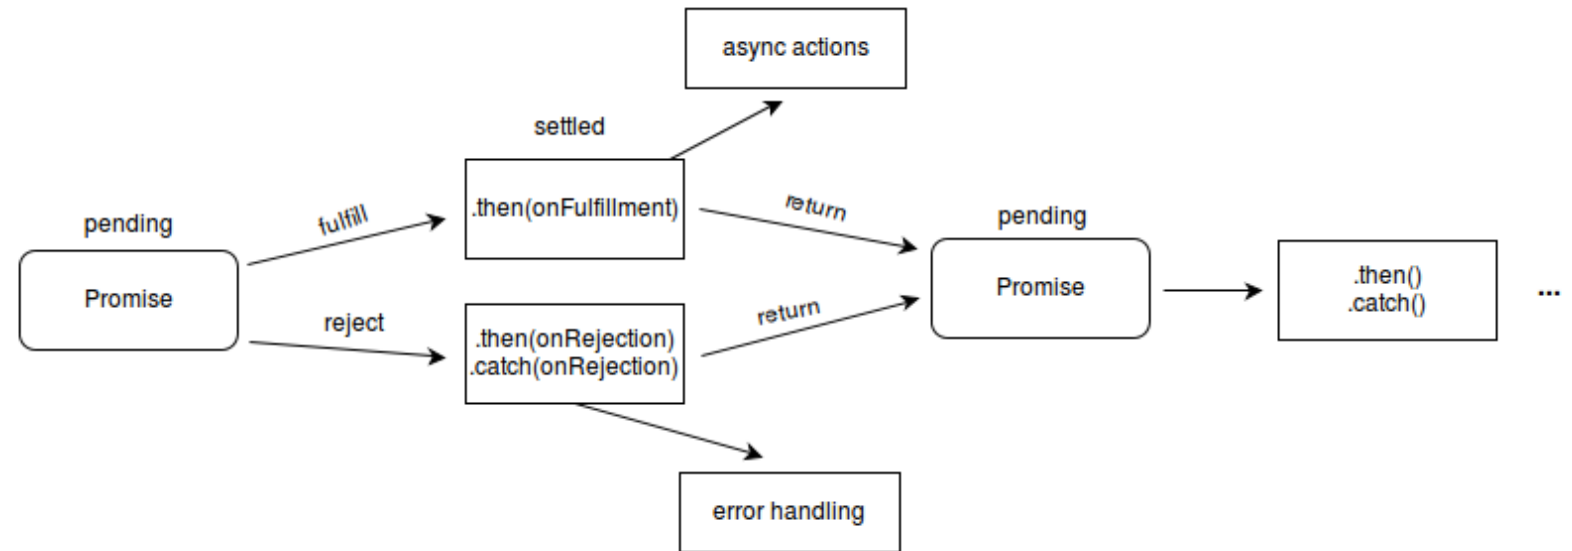 async actions
settled
.then(onFulfillment)
pending
fulfill
return
pending
Promise
reject
.then(onRejection)
.catch(onRejection)
return
Promise
.then()
.catch()
...
error handling